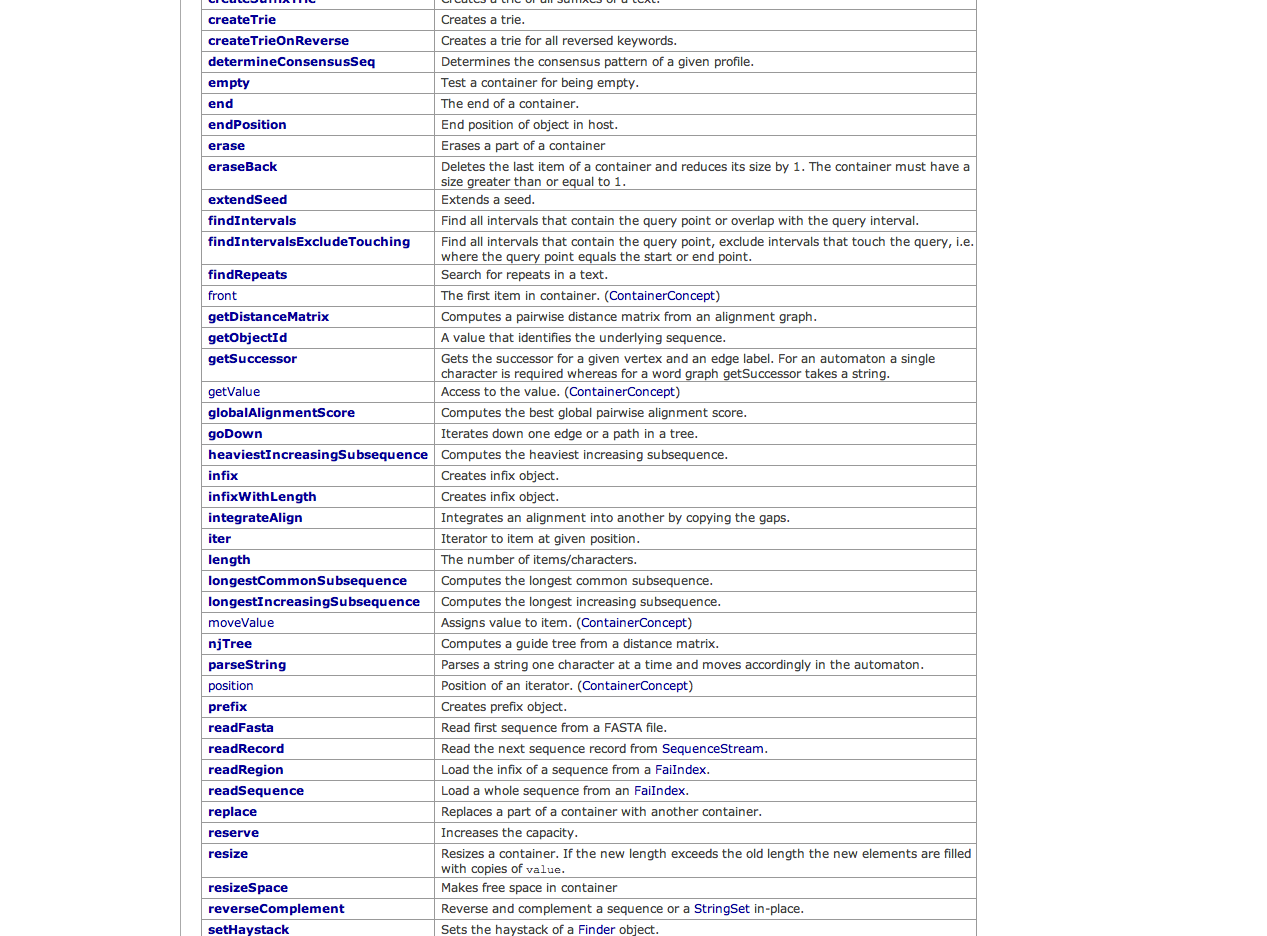 createSuffixTrie Creates a trie of all suffixes of a text.
createTrie Creates a trie.
createTrieOnReverse Creates a trie for all reversed keywords.
determineConsensusSeq Determines the consensus pattern of a given profile.
empty Test a container for being empty.
end The end of a container.
endPosition End position of object in host.
erase Erases a part of a container
eraseBack Deletes the last item of a container and reduces its size by 1. The container must have a
size greater than or equal to 1.
extendSeed Extends a seed.
findIntervals Find all intervals that contain the query point or overlap with the query interval.
findIntervalsExcludeTouching Find all intervals that contain the query point, exclude intervals that touch the query, i.e.
where the query point equals the start or end point.
findRepeats Search for repeats in a text.
front The first item in container. (ContainerConcept)
getDistanceMatrix Computes a pairwise distance matrix from an alignment graph.
getObjectId A value that identifies the underlying sequence.
getSuccessor Gets the successor for a given vertex and an edge label. For an automaton a single
character is required whereas for a word graph getSuccessor takes a string.
getValue Access to the value. (ContainerConcept)
globalAlignmentScore Computes the best global pairwise alignment score.
goDown Iterates down one edge or a path in a tree.
heaviestIncreasingSubsequence Computes the heaviest increasing subsequence.
infix Creates infix object.
infixWithLength Creates infix object.
integrateAlign Integrates an alignment into another by copying the gaps.
iter Iterator to item at given position.
length The number of items/characters.
longestCommonSubsequence Computes the longest common subsequence.
longestIncreasingSubsequence Computes the longest increasing subsequence.
moveValue Assigns value to item. (ContainerConcept)
njTree Computes a guide tree from a distance matrix.
parseString Parses a string one character at a time and moves accordingly in the automaton.
position Position of an iterator. (ContainerConcept)
prefix Creates prefix object.
readFasta Read first sequence from a FASTA file.
readRecord Read the next sequence record from SequenceStream.
readRegion Load the infix of a sequence from a FaiIndex.
readSequence Load a whole sequence from an FaiIndex.
replace Replaces a part of a container with another container.
reserve Increases the capacity.
resize Resizes a container. If the new length exceeds the old length the new elements are filled
with copies of value.
resizeSpace Makes free space in container
reverseComplement Reverse and complement a sequence or a StringSet in-place.
setHaystack Sets the haystack of a Finder object.